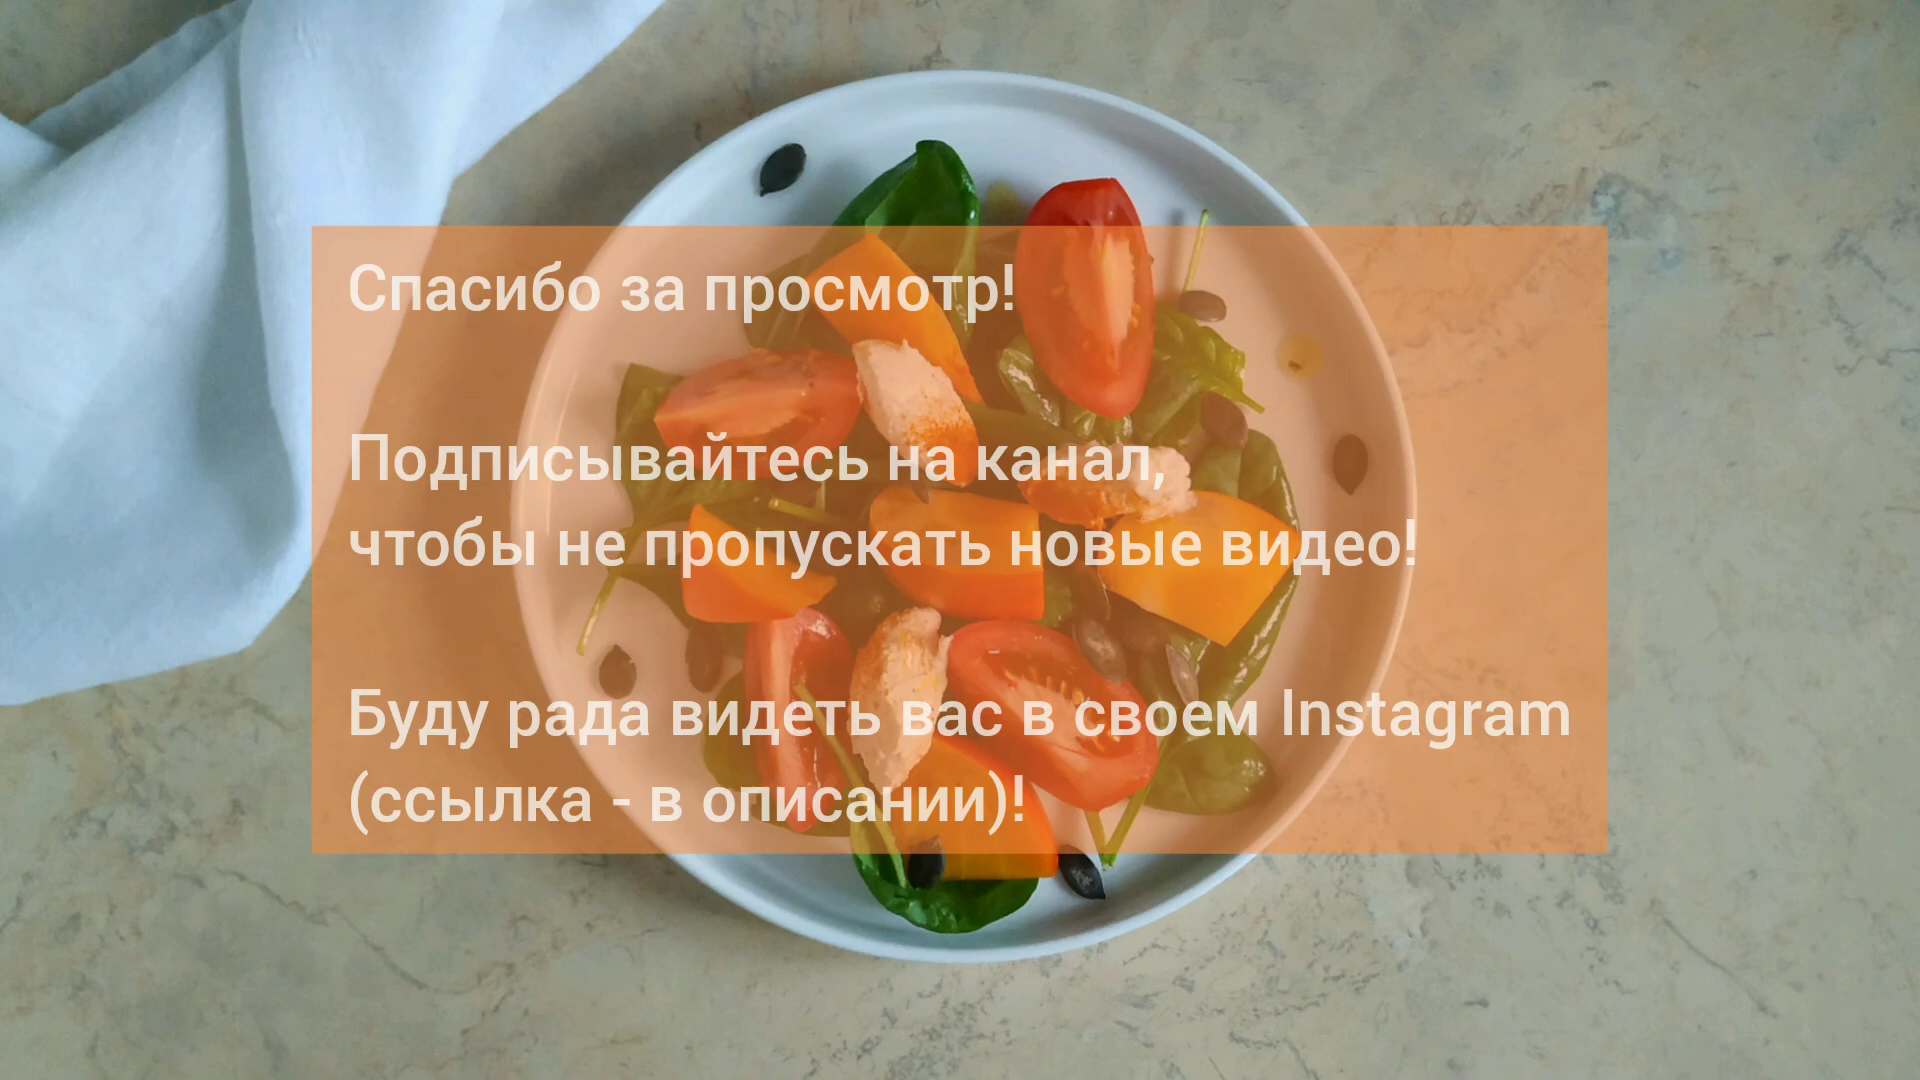 Спасибо за просмотр!
Подписывайтесь на канал,
чтобы не пропускать новые видео!
Буду рада видеть вас в своем Instagram
(ссылка - в описании)!